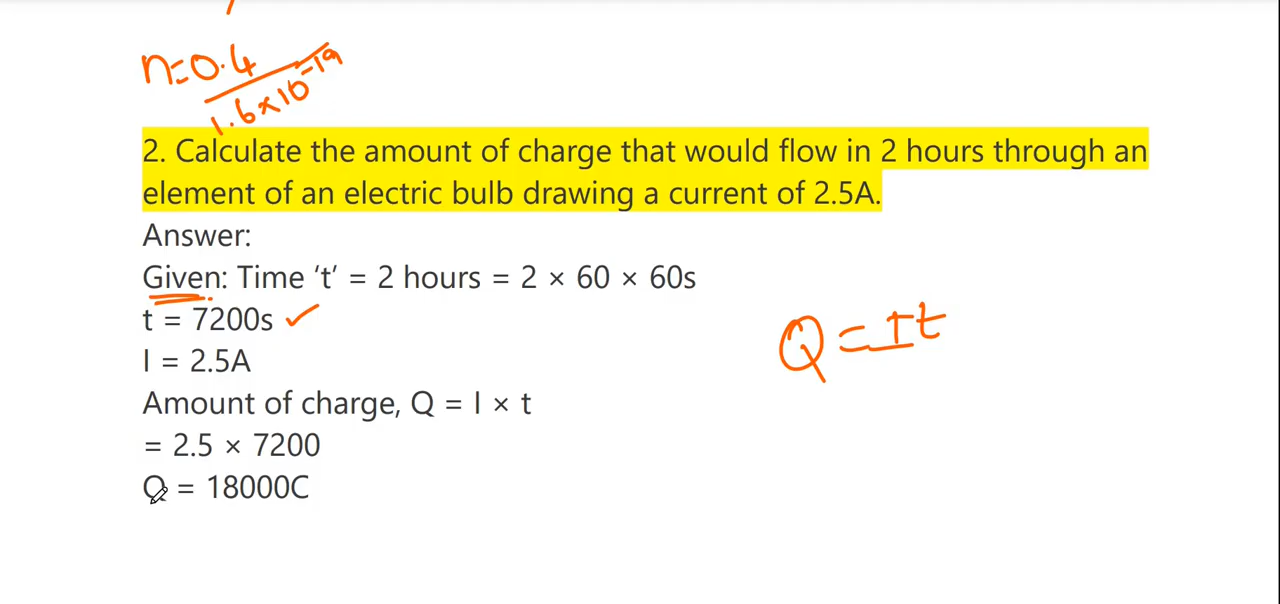 n=0.4
1.6×10-19
2. Calculate the amount of charge that would flow in 2 hours through an
element of an electric bulb drawing a current of 2.5A.
Answer:
Given: Time ‘t’ = 2 hours = 2 × 60 × 60s
t = 7200s
I = 2.5A
Amount of charge, Q = I × t
= 2.5 × 7200
Q = 18000C
Q=It